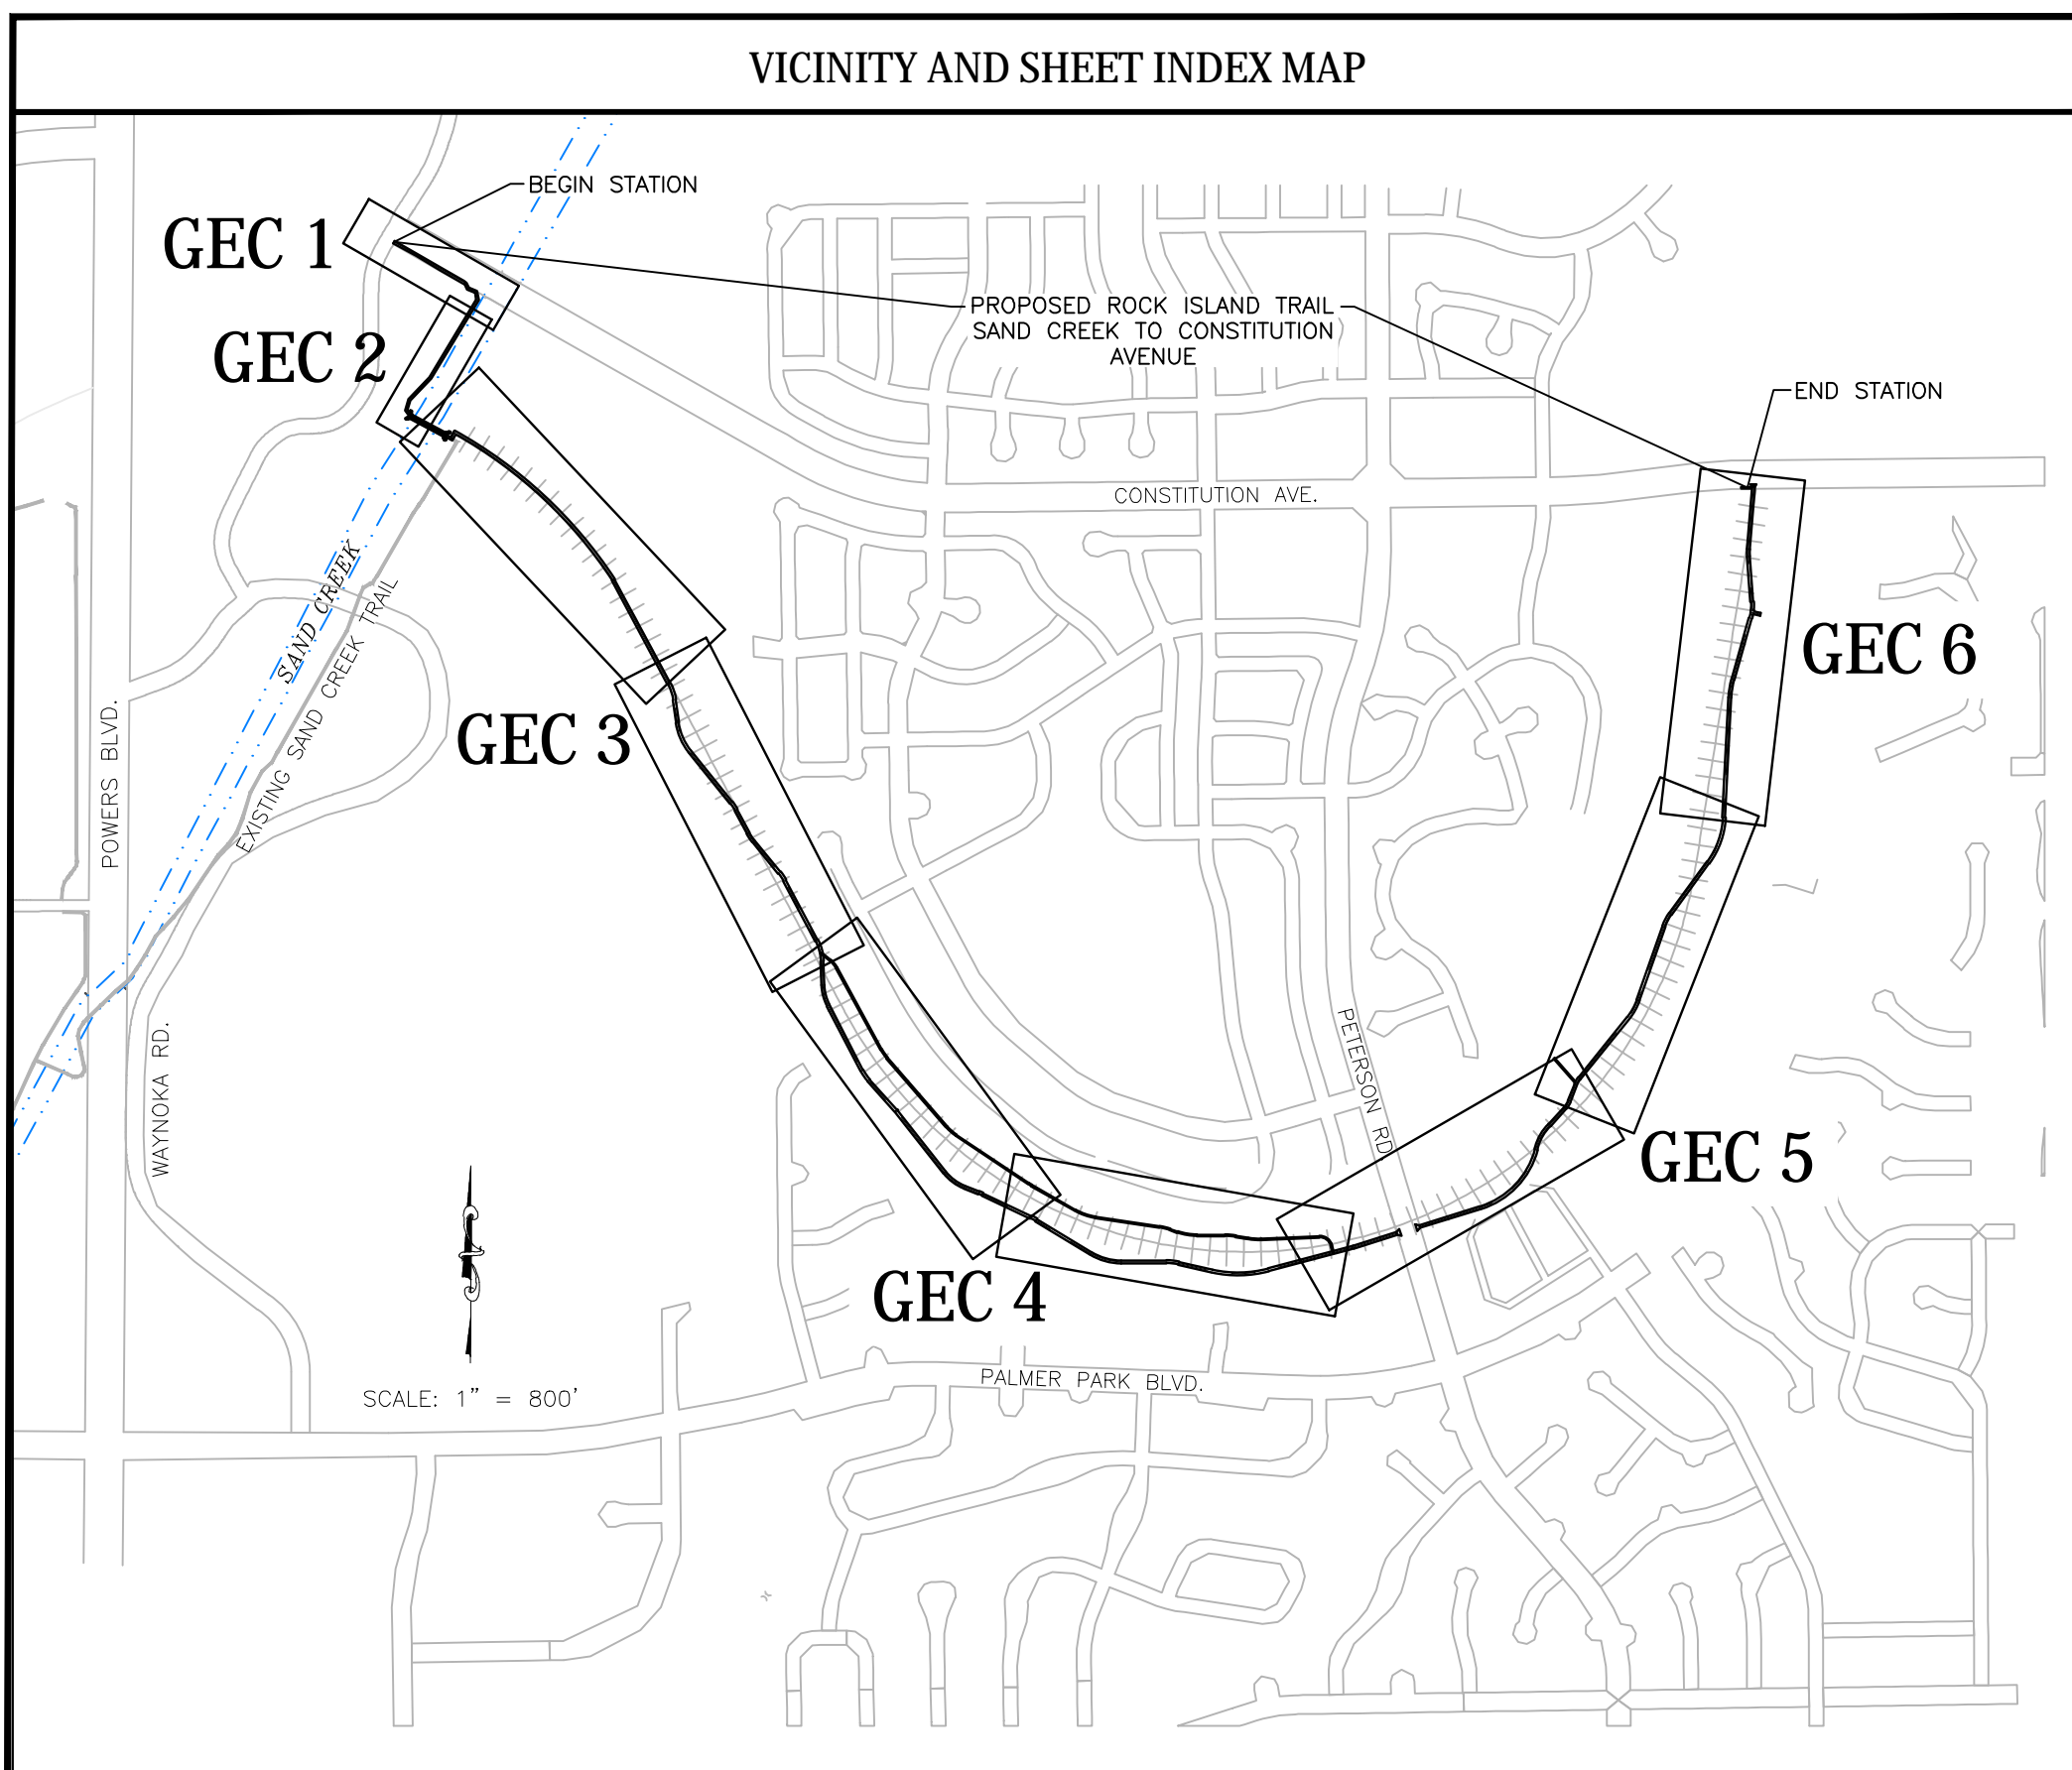 VICINITY AND SHEET INDEX MAP
BEGIN STATION
GEC 1
PROPOSED ROCK ISLAND TRAIL
SAND CREEK TO CONSTITUTION
AVENUE
GEC 2
END STATION
CONSTITUTION AVE.
SAND CREEK
EXISTING SAND CREEK TRAIL
GEC 6
POWERS BLVD.
GEC 3
PETERSON RD
WAYNOKA RD.
GEC 5
GEC 4
PALMER PARK BLVD.
SCALE: 1" = 800'